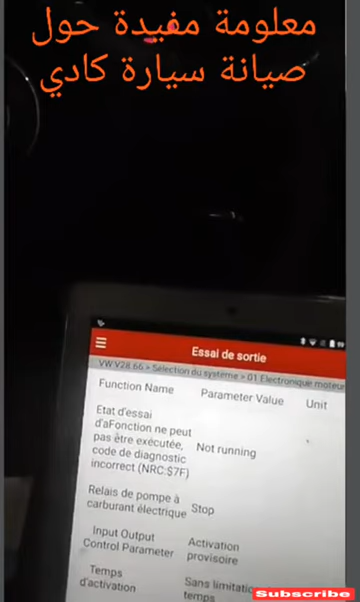 معلومة مفيدة حول
صيانة سيارة كادي
Essai de sortie
VW V28.66 > Sélection du système > 01 Electronique moteur
Function Name Parameter Value Unit
Etat d'essai
d'aFonction ne peut
pas être exécutée,
code de diagnostic
incorrect (NRC:$7F)
Not running
Relais de pompe à
carburant électrique
Stop
Input Output
Control Parameter
Activation
provisoire
Temps
d'activation
Sans
temps
Subscribe